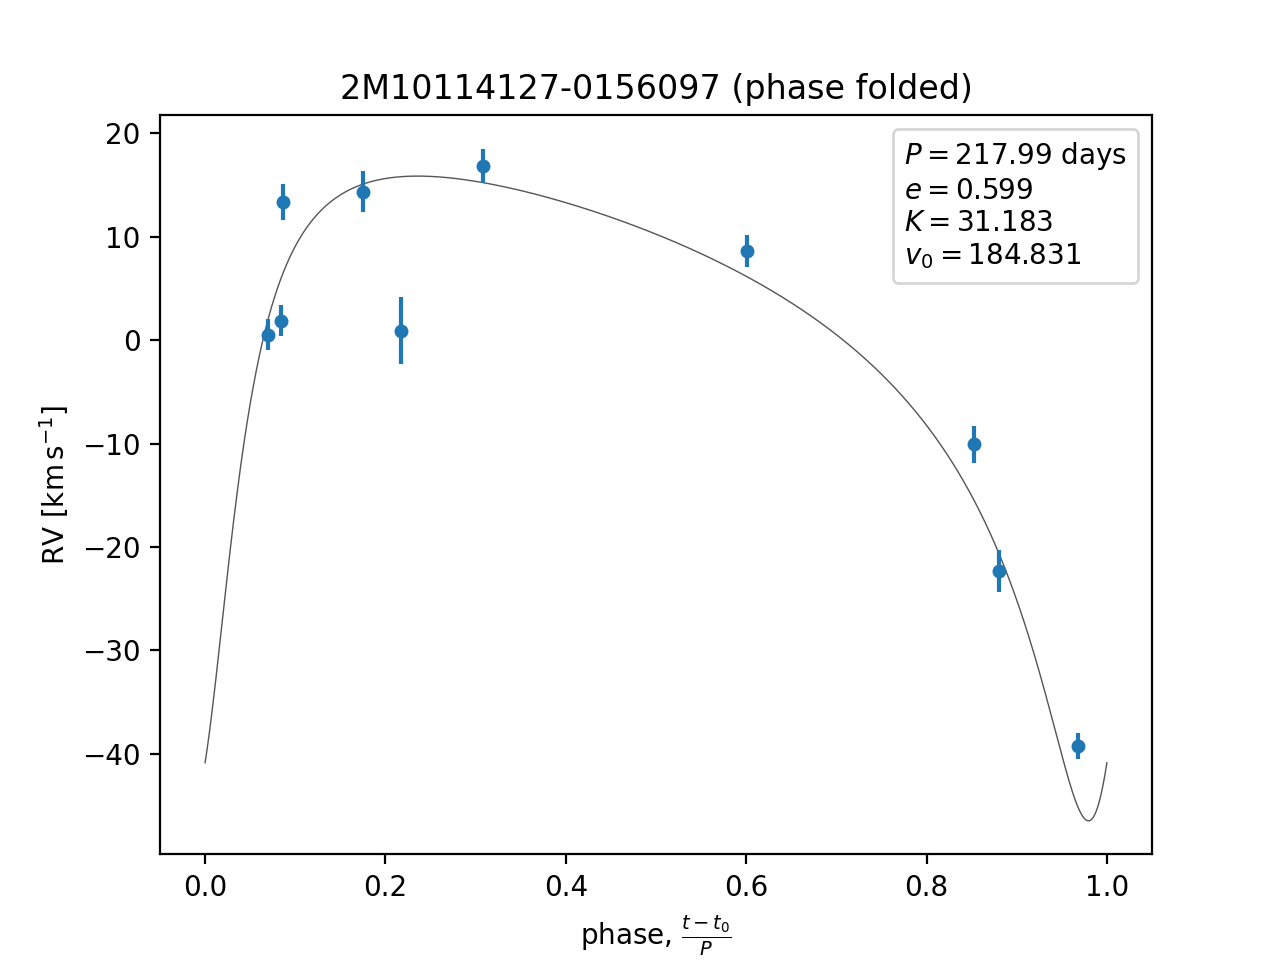 2M10114127-0156097 (phase folded)
P = 217.99 days
e = 0.599
K = 31.183
v₀ = 184.831
RV [km s⁻¹]
20
10
0
−10
−20
−30
−40
0.0 0.2 0.4 0.6 0.8 1.0
phase, (t − t₀)/P